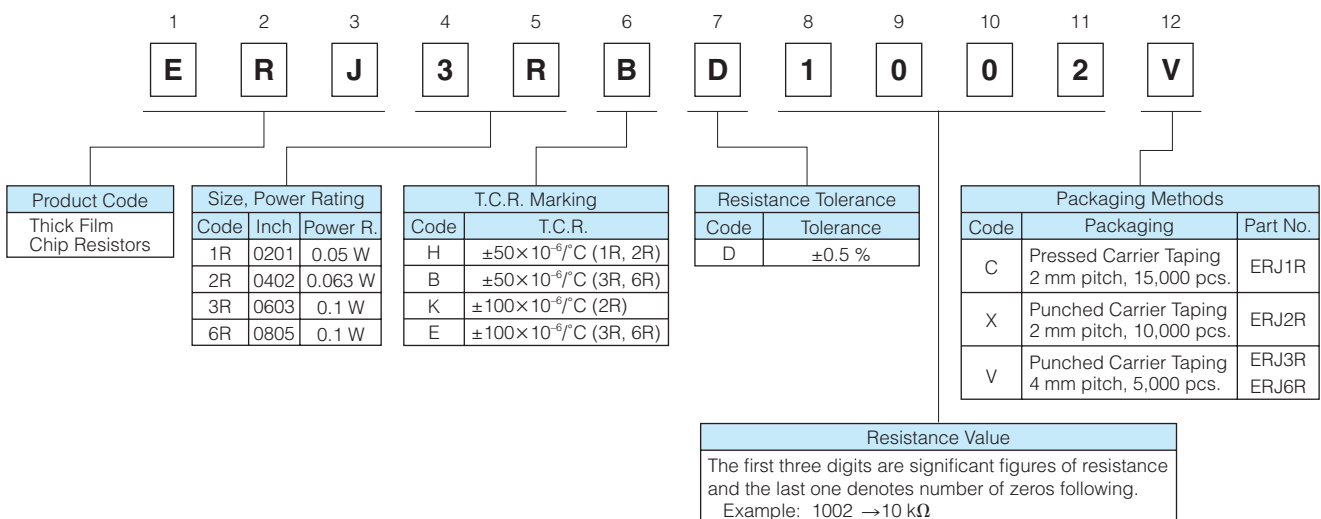 1 2 3 4 5 6 7 8 9 10 11 12
E R J 3 R B D 1 0 0 2 V
Product Code
Thick Film
Chip Resistors
Size, Power Rating
Code Inch Power R.
1R 0201 0.05 W
2R 0402 0.063 W
3R 0603 0.1 W
6R 0805 0.1 W
T.C.R. Marking
Code T.C.R.
H ±50×10⁻⁶/°C (1R, 2R)
B ±50×10⁻⁶/°C (3R, 6R)
K ±100×10⁻⁶/°C (2R)
E ±100×10⁻⁶/°C (3R, 6R)
Resistance Tolerance
Code Tolerance
D ±0.5 %
Packaging Methods
Code Packaging Part No.
C Pressed Carrier Taping
2 mm pitch, 15,000 pcs. ERJ1R
X Punched Carrier Taping
2 mm pitch, 10,000 pcs. ERJ2R
V Punched Carrier Taping ERJ3R
4 mm pitch, 5,000 pcs. ERJ6R
Resistance Value
The first three digits are significant figures of resistance
and the last one denotes number of zeros following.
Example: 1002 →10 kΩ